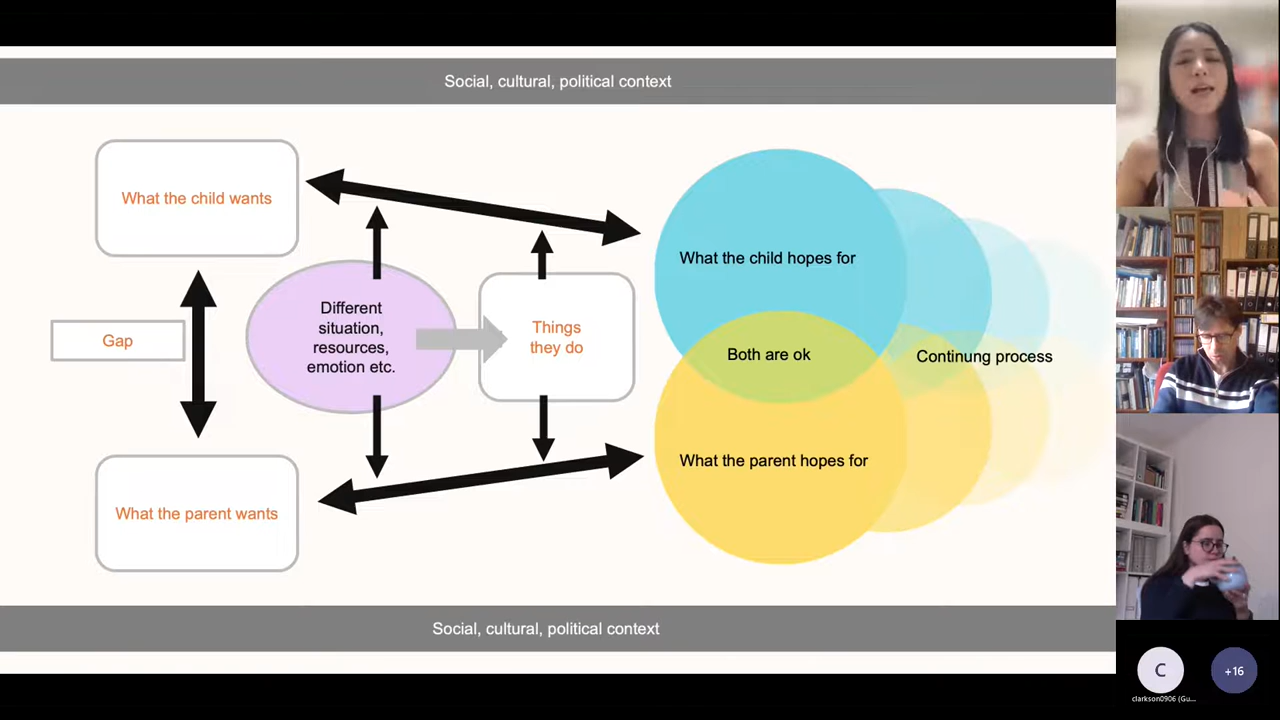 Social, cultural, political context
What the child wants
Gap
What the parent wants
Different
situation,
resources,
emotion etc.
Things
they do
What the child hopes for
Both are ok
Continung process
What the parent hopes for
Social, cultural, political context
C
clarkson0906 (Gu...
+16